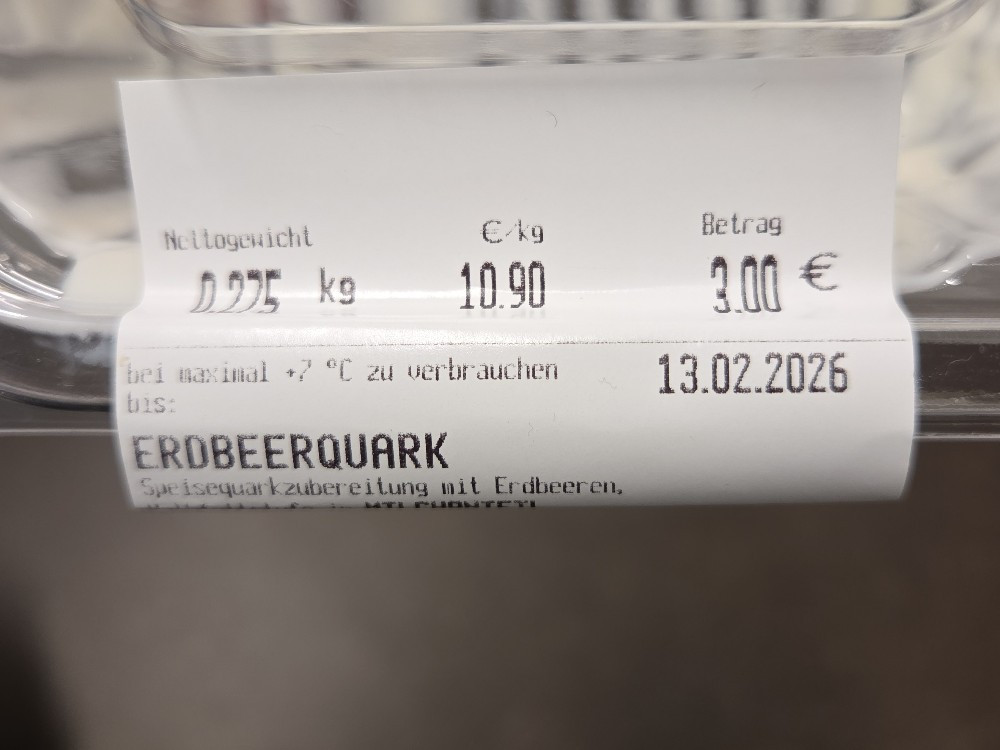 Nettogewicht €/kg Betrag
0.275 kg 10.90 3.00 €
bei maximal +7 °C zu verbrauchen 13.02.2026
bis:
ERDBEERQUARK
Speisequarkzubereitung mit Erdbeeren,